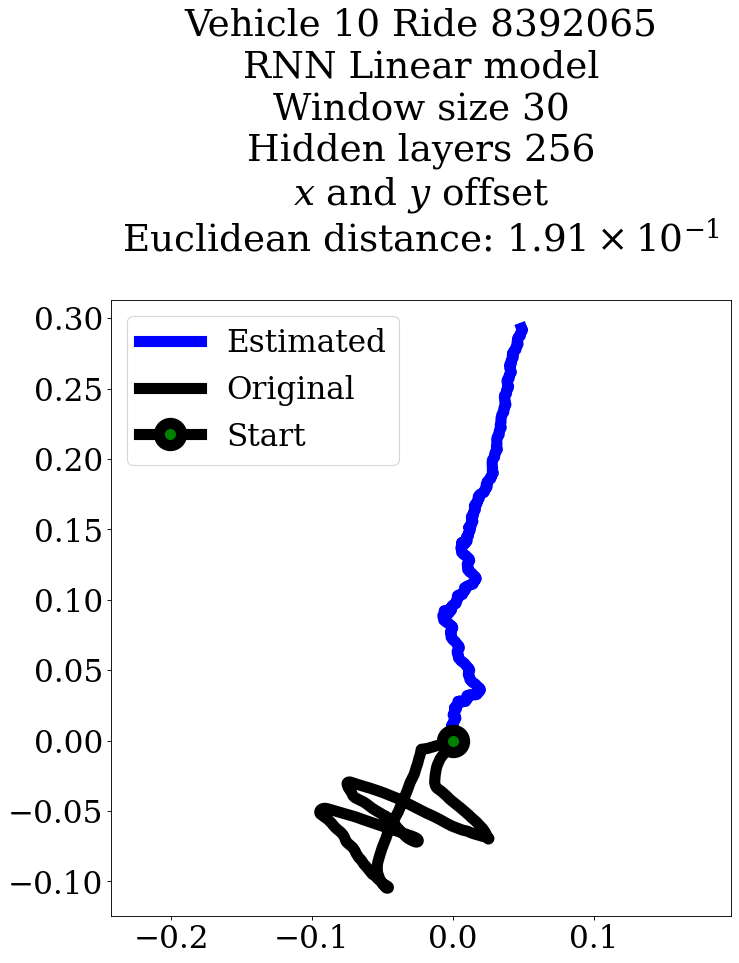 Vehicle 10 Ride 8392065
RNN Linear model
Window size 30
Hidden layers 256
x and y offset
Euclidean distance: 1.91 × 10⁻¹
Estimated
Original
Start
0.30
0.25
0.20
0.15
0.10
0.05
0.00
−0.05
−0.10
−0.2 −0.1 0.0 0.1